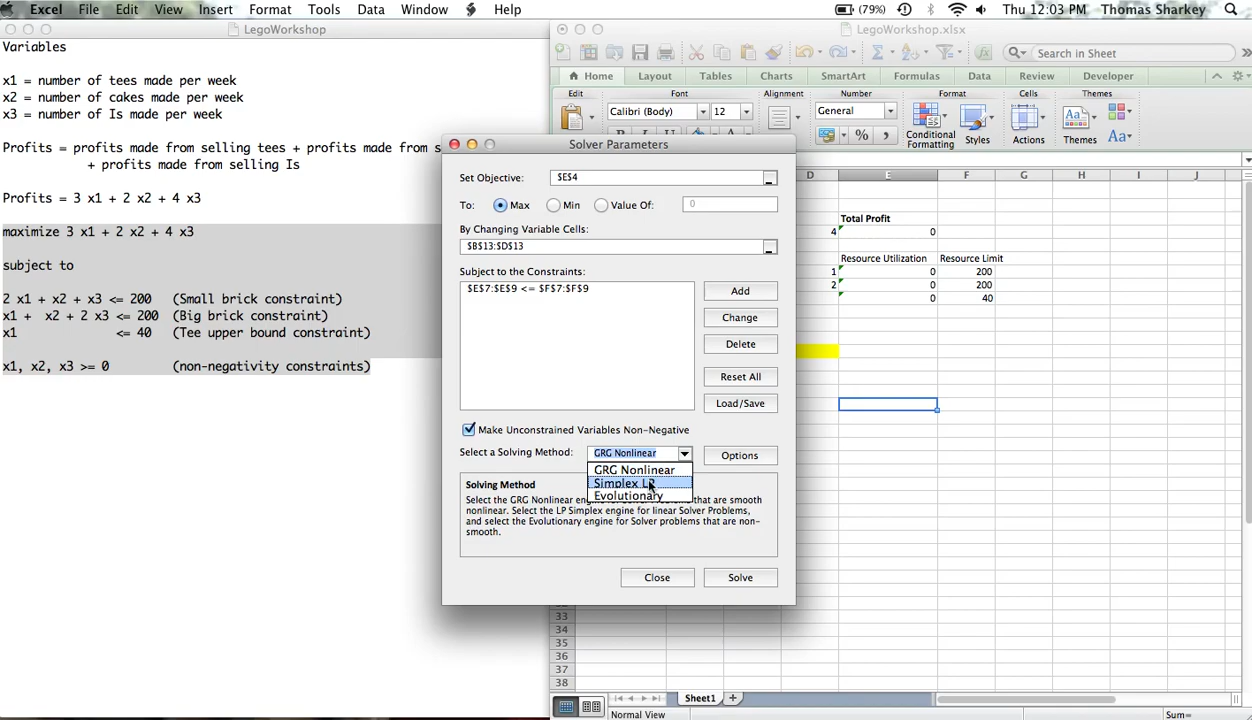 Excel File Edit View Insert Format Tools Data Window Help (79%) Thu 12:03 PM Thomas Sharkey
LegoWorkshop
Variables
x1 = number of tees made per week
x2 = number of cakes made per week
x3 = number of Is made per week
Profits = profits made from selling tees + profits made from s
+ profits made from selling Is
Profits = 3 x1 + 2 x2 + 4 x3
maximize 3 x1 + 2 x2 + 4 x3
subject to
2 x1 + x2 + x3 <= 200 (Small brick constraint)
x1 + x2 + 2 x3 <= 200 (Big brick constraint)
x1 <= 40 (Tee upper bound constraint)
x1, x2, x3 >= 0 (non-negativity constraints)
LegoWorkshop.xlsx
Search in Sheet
Home Layout Tables Charts SmartArt Formulas Data Review Developer
Edit Font Alignment Number Format Cells Themes
Calibri (Body) 12 General
Conditional Formatting Styles Actions Themes Aa
% ,
D E F G H I J
Total Profit
4 0
Resource Utilization Resource Limit
1 0 200
2 0 200
0 40
33
34
35
36
37
38
Sheet1
Normal View Sum=
Solver Parameters
Set Objective: $E$4
To: Max Min Value Of: 0
By Changing Variable Cells:
$B$13:$D$13
Subject to the Constraints:
$E$7:$E$9 <= $F$7:$F$9
Add
Change
Delete
Reset All
Load/Save
Make Unconstrained Variables Non-Negative
Select a Solving Method: GRG Nonlinear Options
GRG Nonlinear
Simplex LP
Evolutionary
Solving Method
Select the GRG Nonlinear engine for Solver Problems that are smooth
nonlinear. Select the LP Simplex engine for linear Solver Problems,
and select the Evolutionary engine for Solver problems that are non-
smooth.
Close Solve